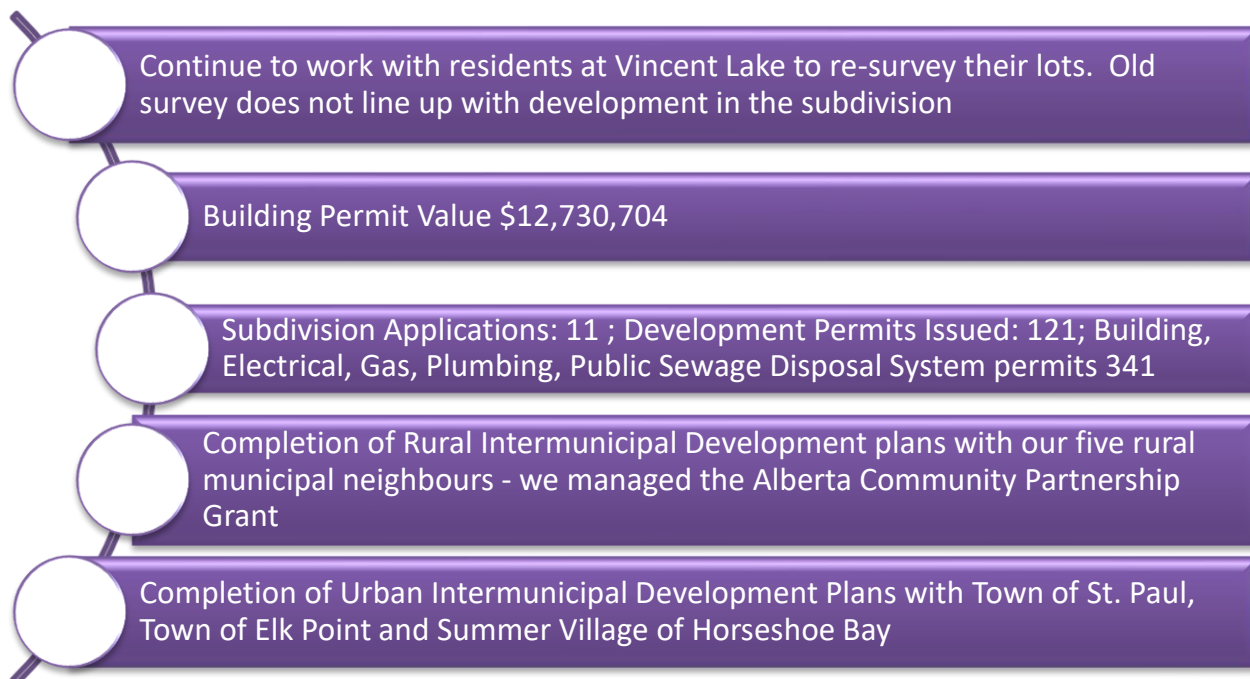 Continue to work with residents at Vincent Lake to re-survey their lots.  Old
survey does not line up with development in the subdivision
Building Permit Value $12,730,704
Subdivision Applications: 11 ; Development Permits Issued: 121; Building,
Electrical, Gas, Plumbing, Public Sewage Disposal System permits 341
Completion of Rural Intermunicipal Development plans with our five rural
municipal neighbours - we managed the Alberta Community Partnership
Grant
Completion of Urban Intermunicipal Development Plans with Town of St. Paul,
Town of Elk Point and Summer Village of Horseshoe Bay